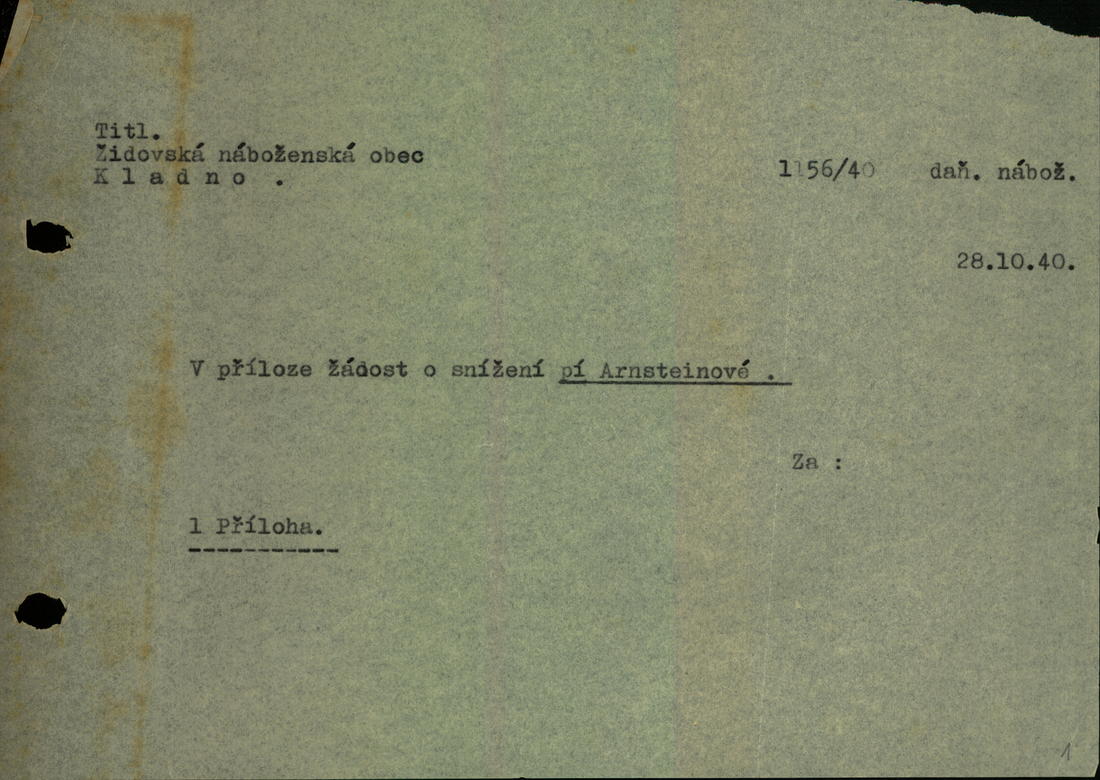 Titl.
Židovská náboženská obec
K l a d n o .
1156/40 daň. nábož.
28.10.40.
V příloze žádost o snížení pí Arnsteinové .
Za :
1 Příloha.
-----------
1